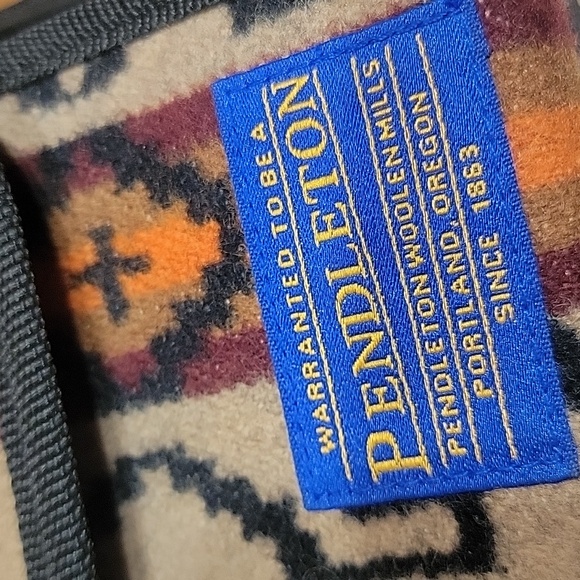 WARRANTED TO BE A
PENDLETON
PENDLETON WOOLEN MILLS
PORTLAND, OREGON
SINCE 1863